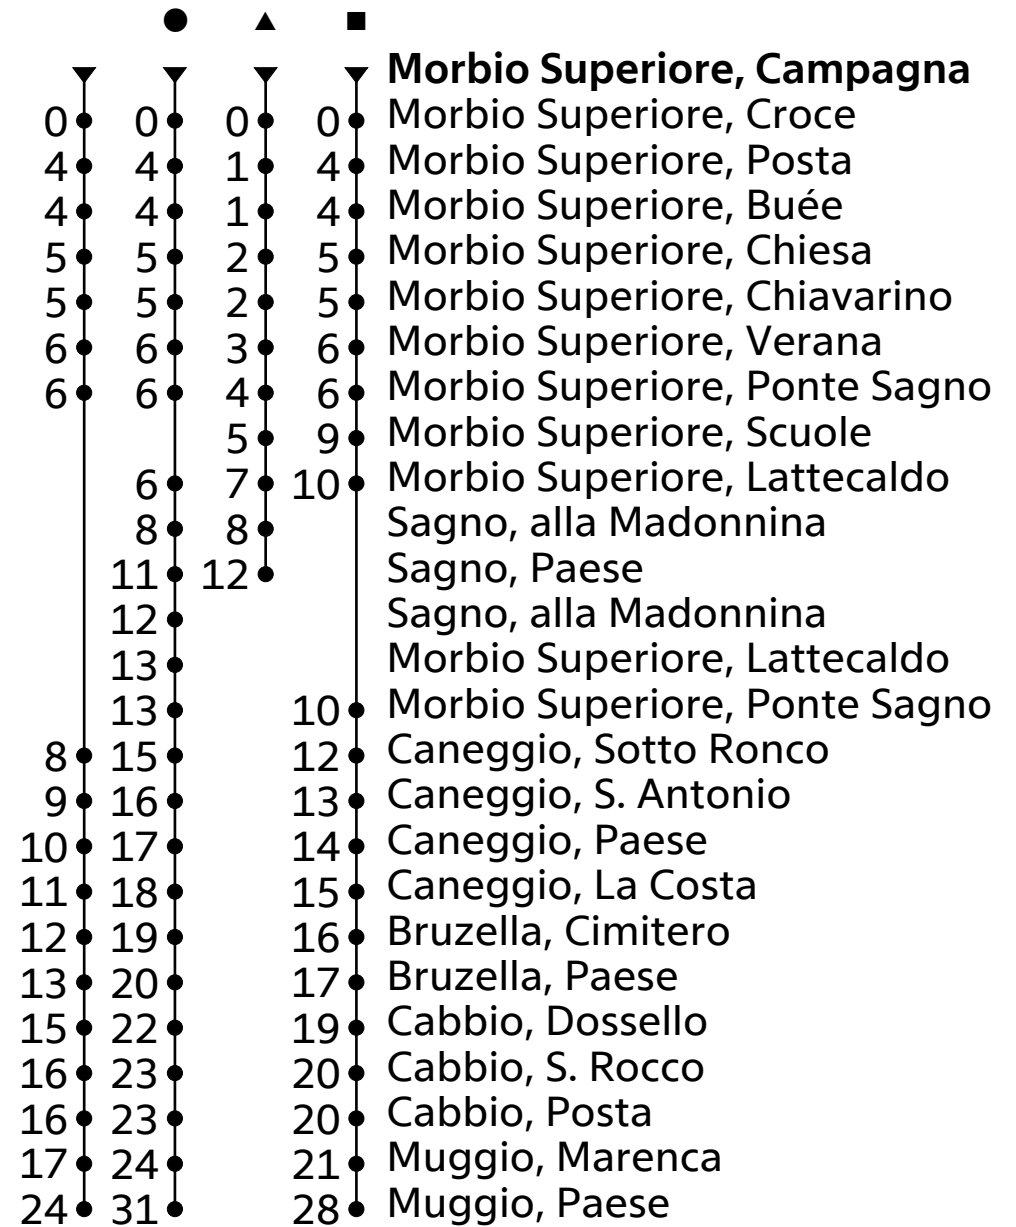 ● ▲ ■
Morbio Superiore, Campagna
0 0 0 0 Morbio Superiore, Croce
4 4 1 4 Morbio Superiore, Posta
4 4 1 4 Morbio Superiore, Buée
5 5 2 5 Morbio Superiore, Chiesa
5 5 2 5 Morbio Superiore, Chiavarino
6 6 3 6 Morbio Superiore, Verana
6 6 4 6 Morbio Superiore, Ponte Sagno
5 9 Morbio Superiore, Scuole
6 7 10 Morbio Superiore, Lattecaldo
8 8 Sagno, alla Madonnina
11 12 Sagno, Paese
12 Sagno, alla Madonnina
13 Morbio Superiore, Lattecaldo
13 10 Morbio Superiore, Ponte Sagno
8 15 12 Caneggio, Sotto Ronco
9 16 13 Caneggio, S. Antonio
10 17 14 Caneggio, Paese
11 18 15 Caneggio, La Costa
12 19 16 Bruzella, Cimitero
13 20 17 Bruzella, Paese
15 22 19 Cabbio, Dossello
16 23 20 Cabbio, S. Rocco
16 23 20 Cabbio, Posta
17 24 21 Muggio, Marenca
24 31 28 Muggio, Paese